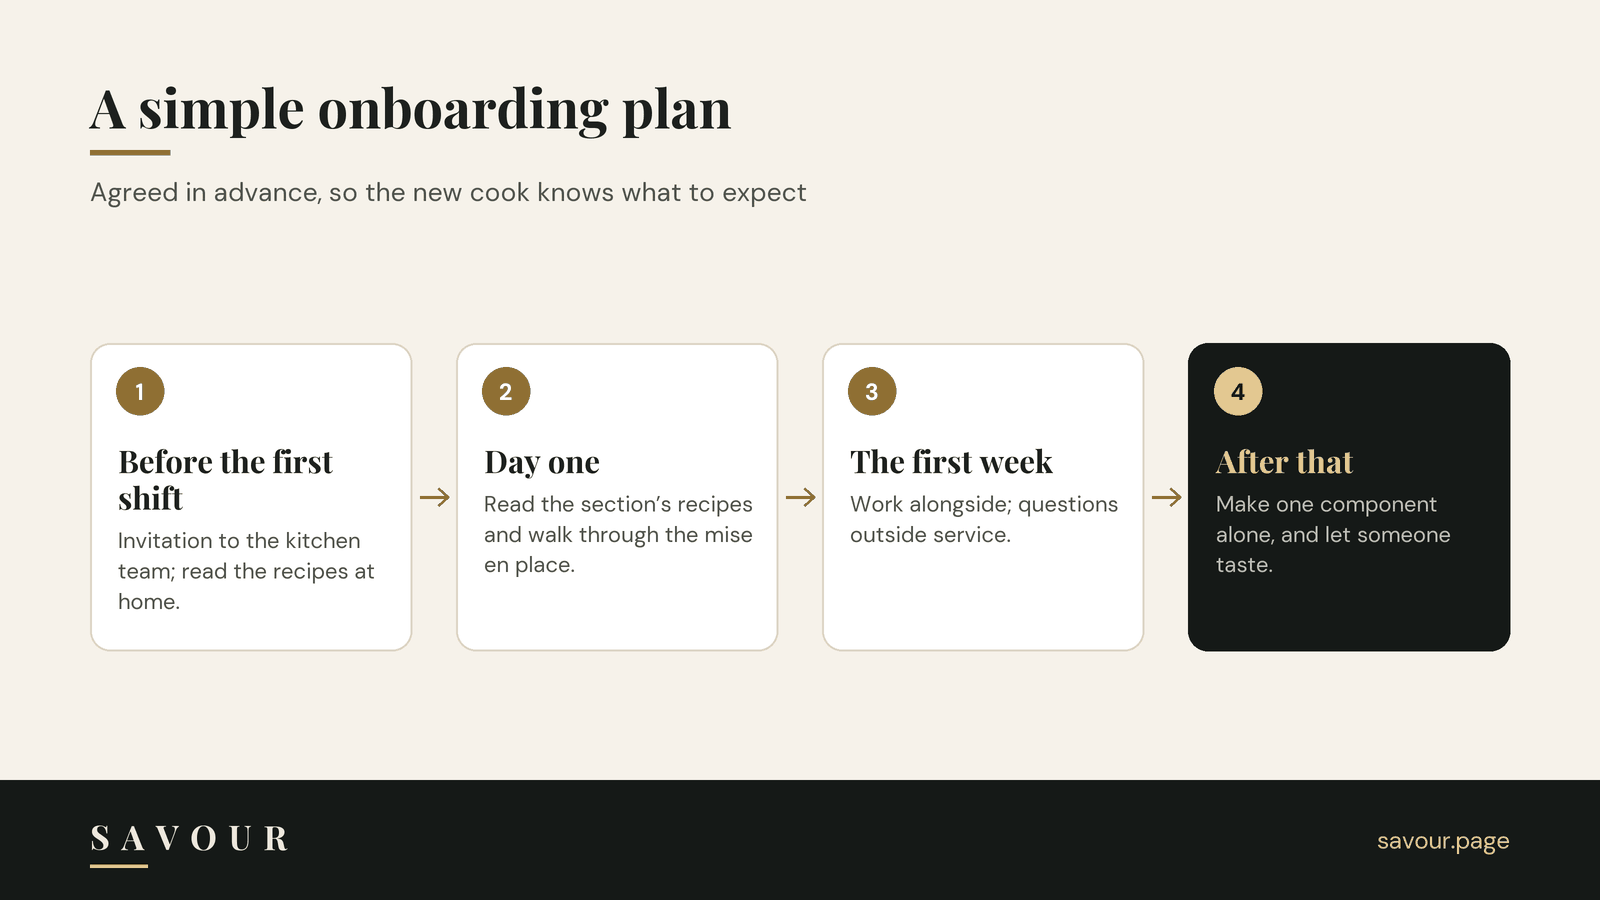 A simple onboarding plan
Agreed in advance, so the new cook knows what to expect
1
Before the first
shift
Invitation to the kitchen
team; read the recipes at
home.
2
Day one
Read the section’s recipes
and walk through the mise
en place.
3
The first week
Work alongside; questions
outside service.
4
After that
Make one component
alone, and let someone
taste.
SAVOUR
savour.page